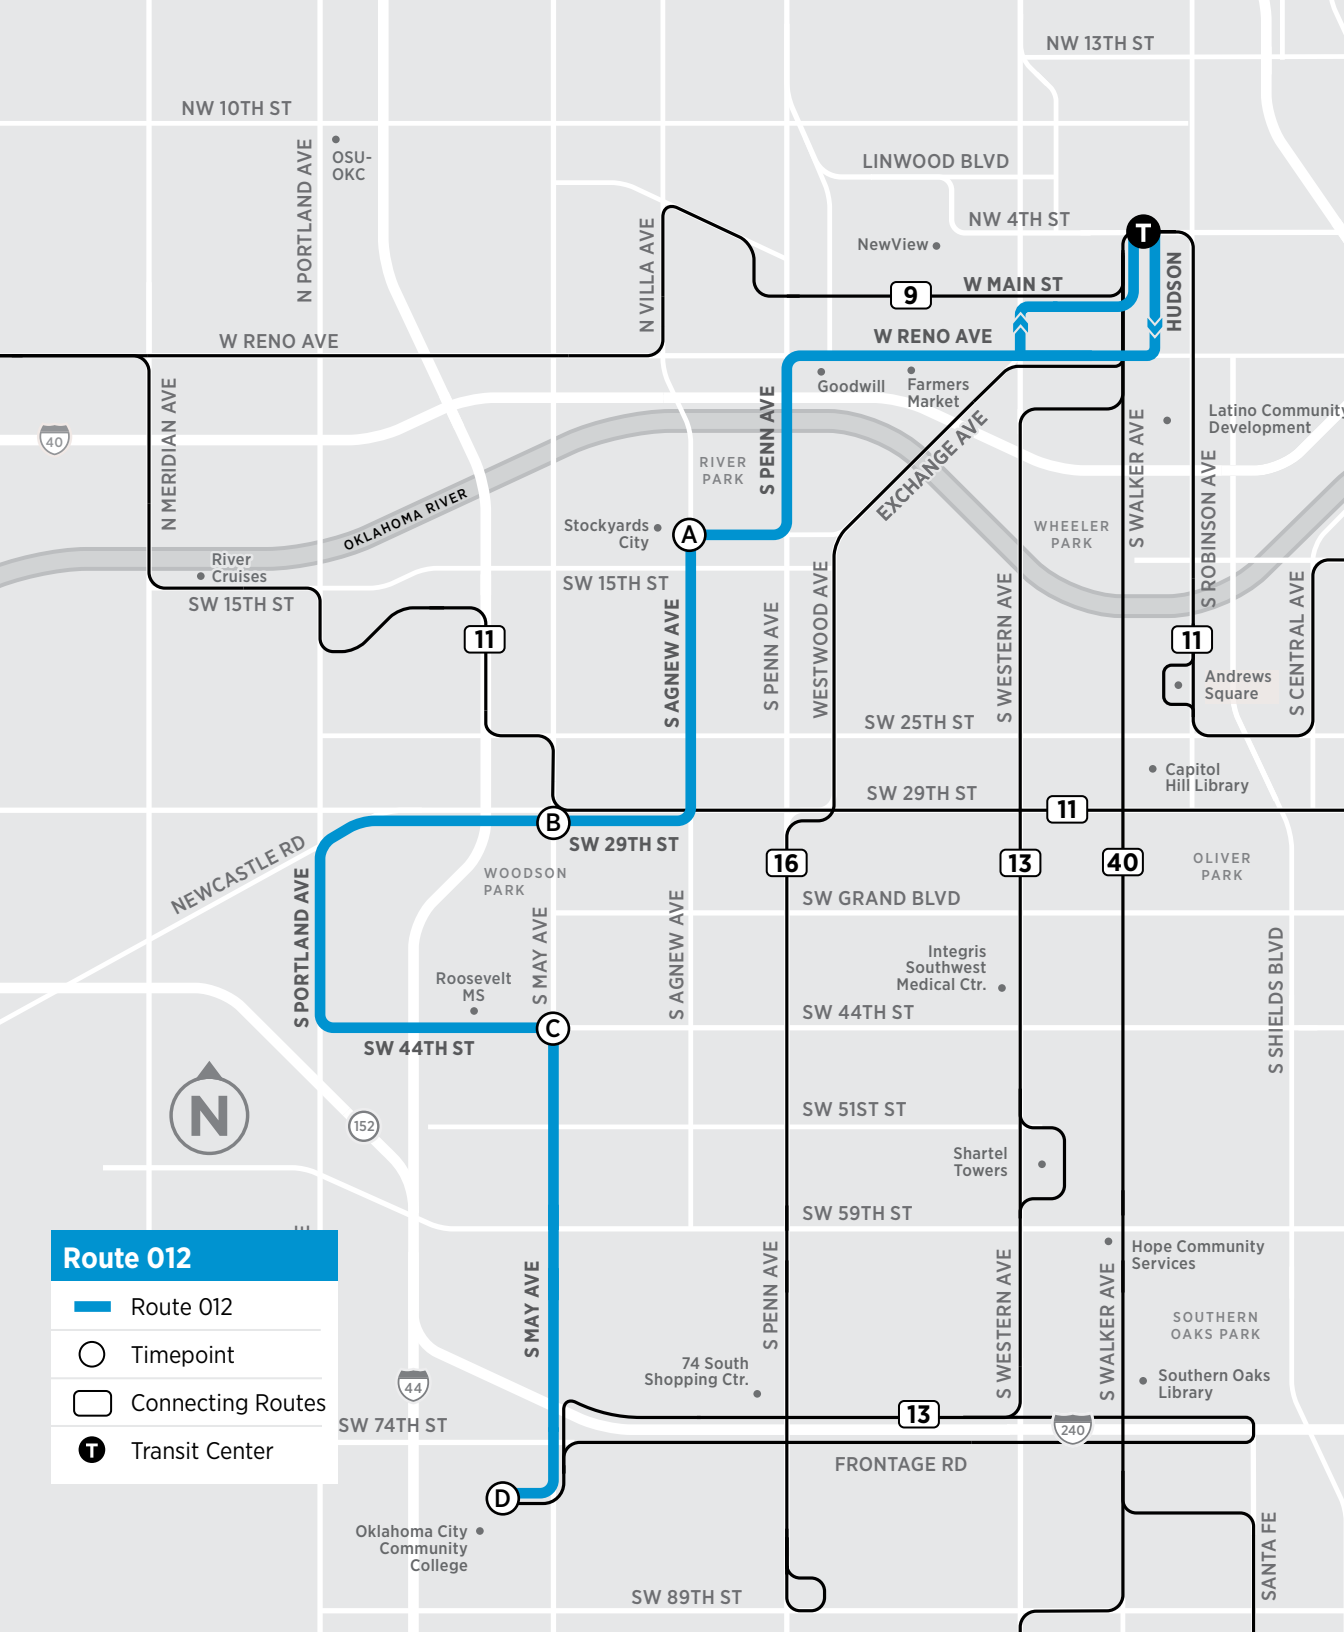 NW 13TH ST
NW 10TH ST
N PORTLAND AVE
OSU-
OKC
LINWOOD BLVD
NW 4TH ST
T
NewView
N VILLA AVE
W MAIN ST
9
HUDSON
W RENO AVE
W RENO AVE
Goodwill
Farmers
Market
N MERIDIAN AVE
40
S PENN AVE
EXCHANGE AVE
S WALKER AVE
Latino Community
Development
RIVER
PARK
OKLAHOMA RIVER
S ROBINSON AVE
Stockyards
City
A
WHEELER
PARK
River
Cruises
SW 15TH ST
SW 15TH ST
S AGNEW AVE
S PENN AVE
WESTWOOD AVE
S WESTERN AVE
S CENTRAL AVE
11
11
Andrews
Square
SW 25TH ST
Capitol
Hill Library
SW 29TH ST
11
B
SW 29TH ST
NEWCASTLE RD
16
13
40
OLIVER
PARK
WOODSON
PARK
S PORTLAND AVE
SW GRAND BLVD
S MAY AVE
S AGNEW AVE
Integris
Southwest
Medical Ctr.
S SHIELDS BLVD
Roosevelt
MS
SW 44TH ST
C
SW 44TH ST
N
152
SW 51ST ST
Shartel
Towers
SW 59TH ST
E
Route 012
Route 012
Timepoint
Connecting Routes
T
Transit Center
S MAY AVE
S PENN AVE
S WESTERN AVE
S WALKER AVE
Hope Community
Services
SOUTHERN
OAKS PARK
74 South
Shopping Ctr.
Southern Oaks
Library
44
SW 74TH ST
13
240
FRONTAGE RD
D
Oklahoma City
Community
College
SANTA FE
SW 89TH ST